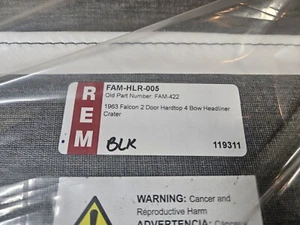 FAM-HLR-005
Old Part Number: FAM-422
1963 Falcon 2 Door Hardtop 4 Bow Headliner
Crater
REM
BLK
119311
WARNING: Cancer and
Reproductive Harm
ADVERTENCIA: Cáncer